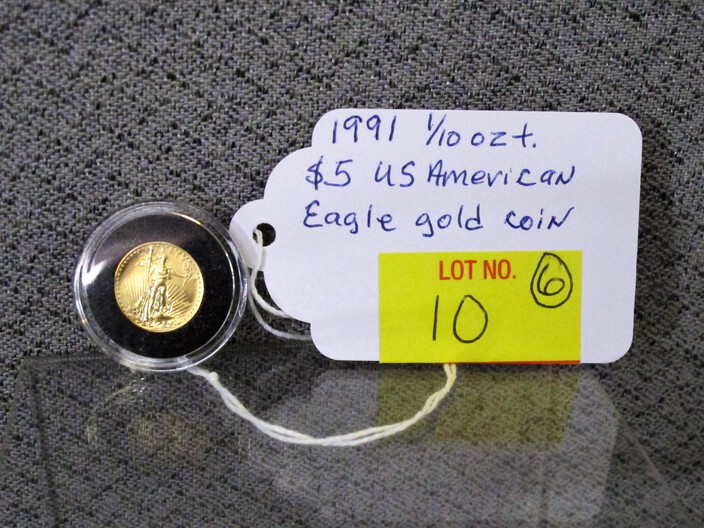 1991 1/10 ozt.
$5 US American
Eagle gold coin
LOT NO. 6
10